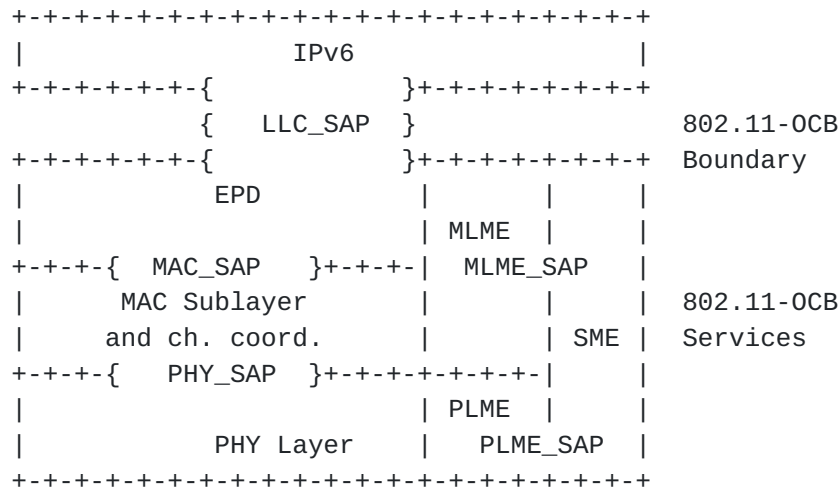 +-+-+-+-+-+-+-+-+-+-+-+-+-+-+-+-+-+-+-+-+
|                 IPv6                  |
+-+-+-+-+-+-{            }+-+-+-+-+-+-+-+
            {   LLC_SAP  }                 802.11-OCB
+-+-+-+-+-+-{            }+-+-+-+-+-+-+-+  Boundary
|            EPD          |       |     |
|                         | MLME  |     |
+-+-+-{  MAC_SAP   }+-+-+-|  MLME_SAP   |
|      MAC Sublayer       |       |     |  802.11-OCB
|     and ch. coord.      |       | SME |  Services
+-+-+-{   PHY_SAP  }+-+-+-+-+-+-+-|     |
|                         | PLME  |     |
|            PHY Layer    |   PLME_SAP  |
+-+-+-+-+-+-+-+-+-+-+-+-+-+-+-+-+-+-+-+-+